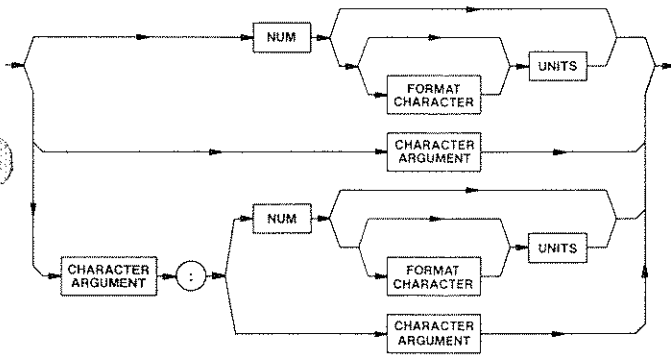 NUM
UNITS
FORMAT
CHARACTER
CHARACTER
ARGUMENT
NUM
UNITS
CHARACTER
ARGUMENT
:
FORMAT
CHARACTER
CHARACTER
ARGUMENT